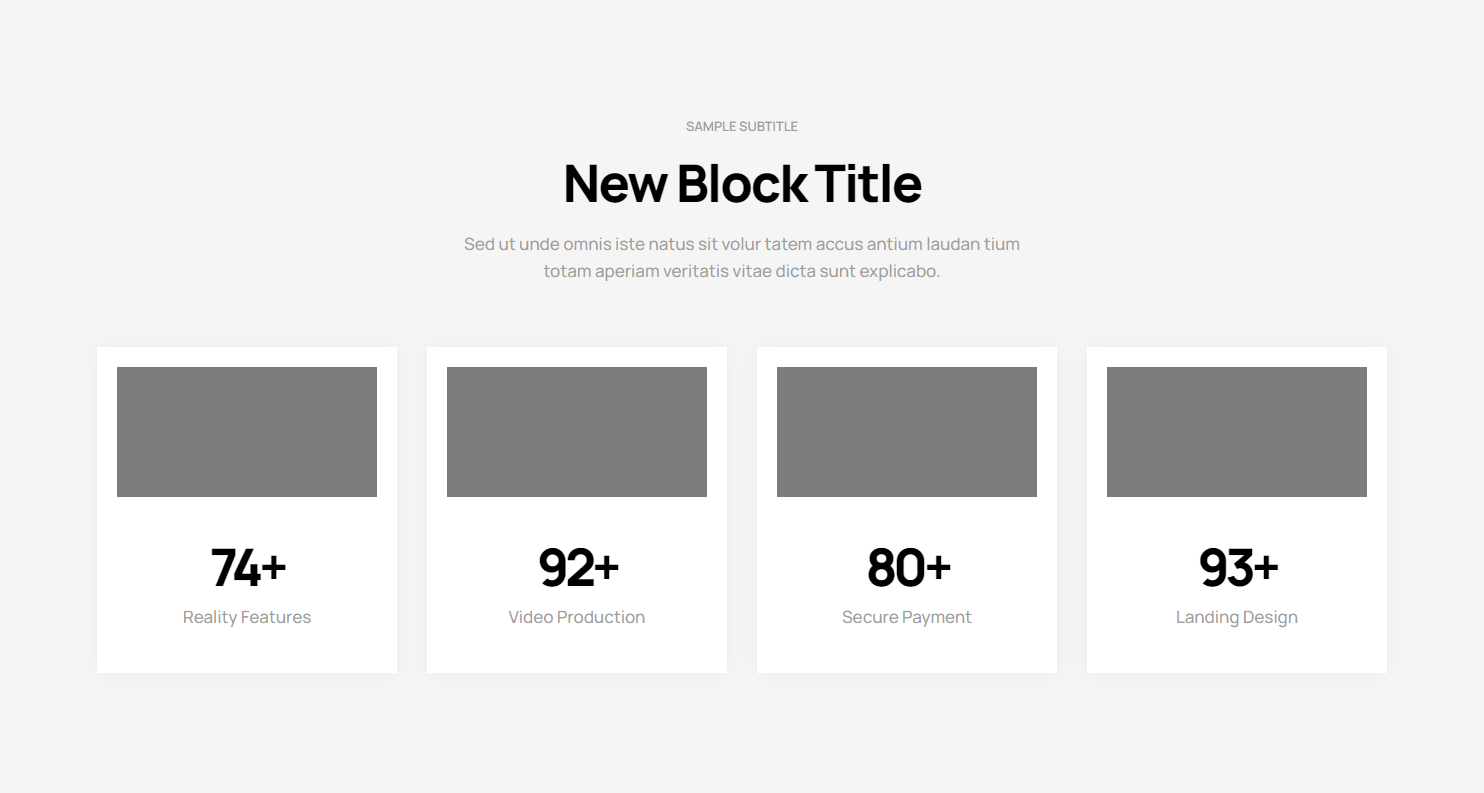 SAMPLE SUBTITLE
New Block Title
Sed ut unde omnis iste natus sit volur tatem accus antium laudan tium
totam aperiam veritatis vitae dicta sunt explicabo.
74+
Reality Features
92+
Video Production
80+
Secure Payment
93+
Landing Design